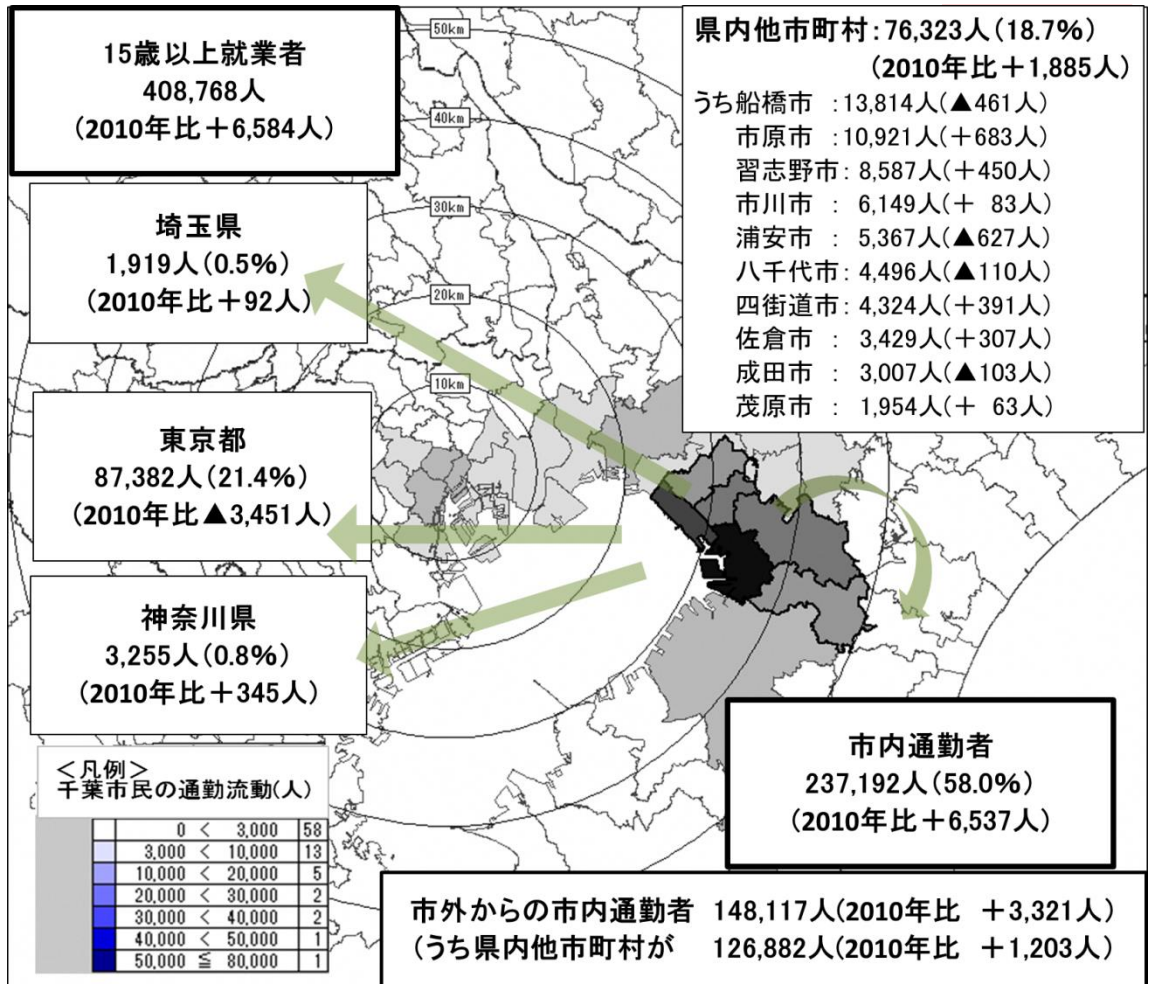 15歳以上就業者
408,768人
(2010年比+6,584人)
県内他市町村:76,323人(18.7%)
(2010年比+1,885人)
うち船橋市 :13,814人(▲461人)
市原市 :10,921人(+683人)
習志野市: 8,587人(+450人)
市川市 : 6,149人(+ 83人)
浦安市 : 5,367人(▲627人)
八千代市: 4,496人(▲110人)
四街道市: 4,324人(+391人)
佐倉市 : 3,429人(+307人)
成田市 : 3,007人(▲103人)
茂原市 : 1,954人(+ 63人)
50km
40km
30km
20km
10km
埼玉県
1,919人(0.5%)
(2010年比+92人)
東京都
87,382人(21.4%)
(2010年比▲3,451人)
神奈川県
3,255人(0.8%)
(2010年比+345人)
市内通勤者
237,192人(58.0%)
(2010年比+6,537人)
<凡例>
千葉市民の通勤流動(人)
0 < 3,000 58
3,000 < 10,000 13
10,000 < 20,000 5
20,000 < 30,000 2
30,000 < 40,000 2
40,000 < 50,000 1
50,000 ≦ 80,000 1
市外からの市内通勤者 148,117人(2010年比 +3,321人)
(うち県内他市町村が 126,882人(2010年比 +1,203人)